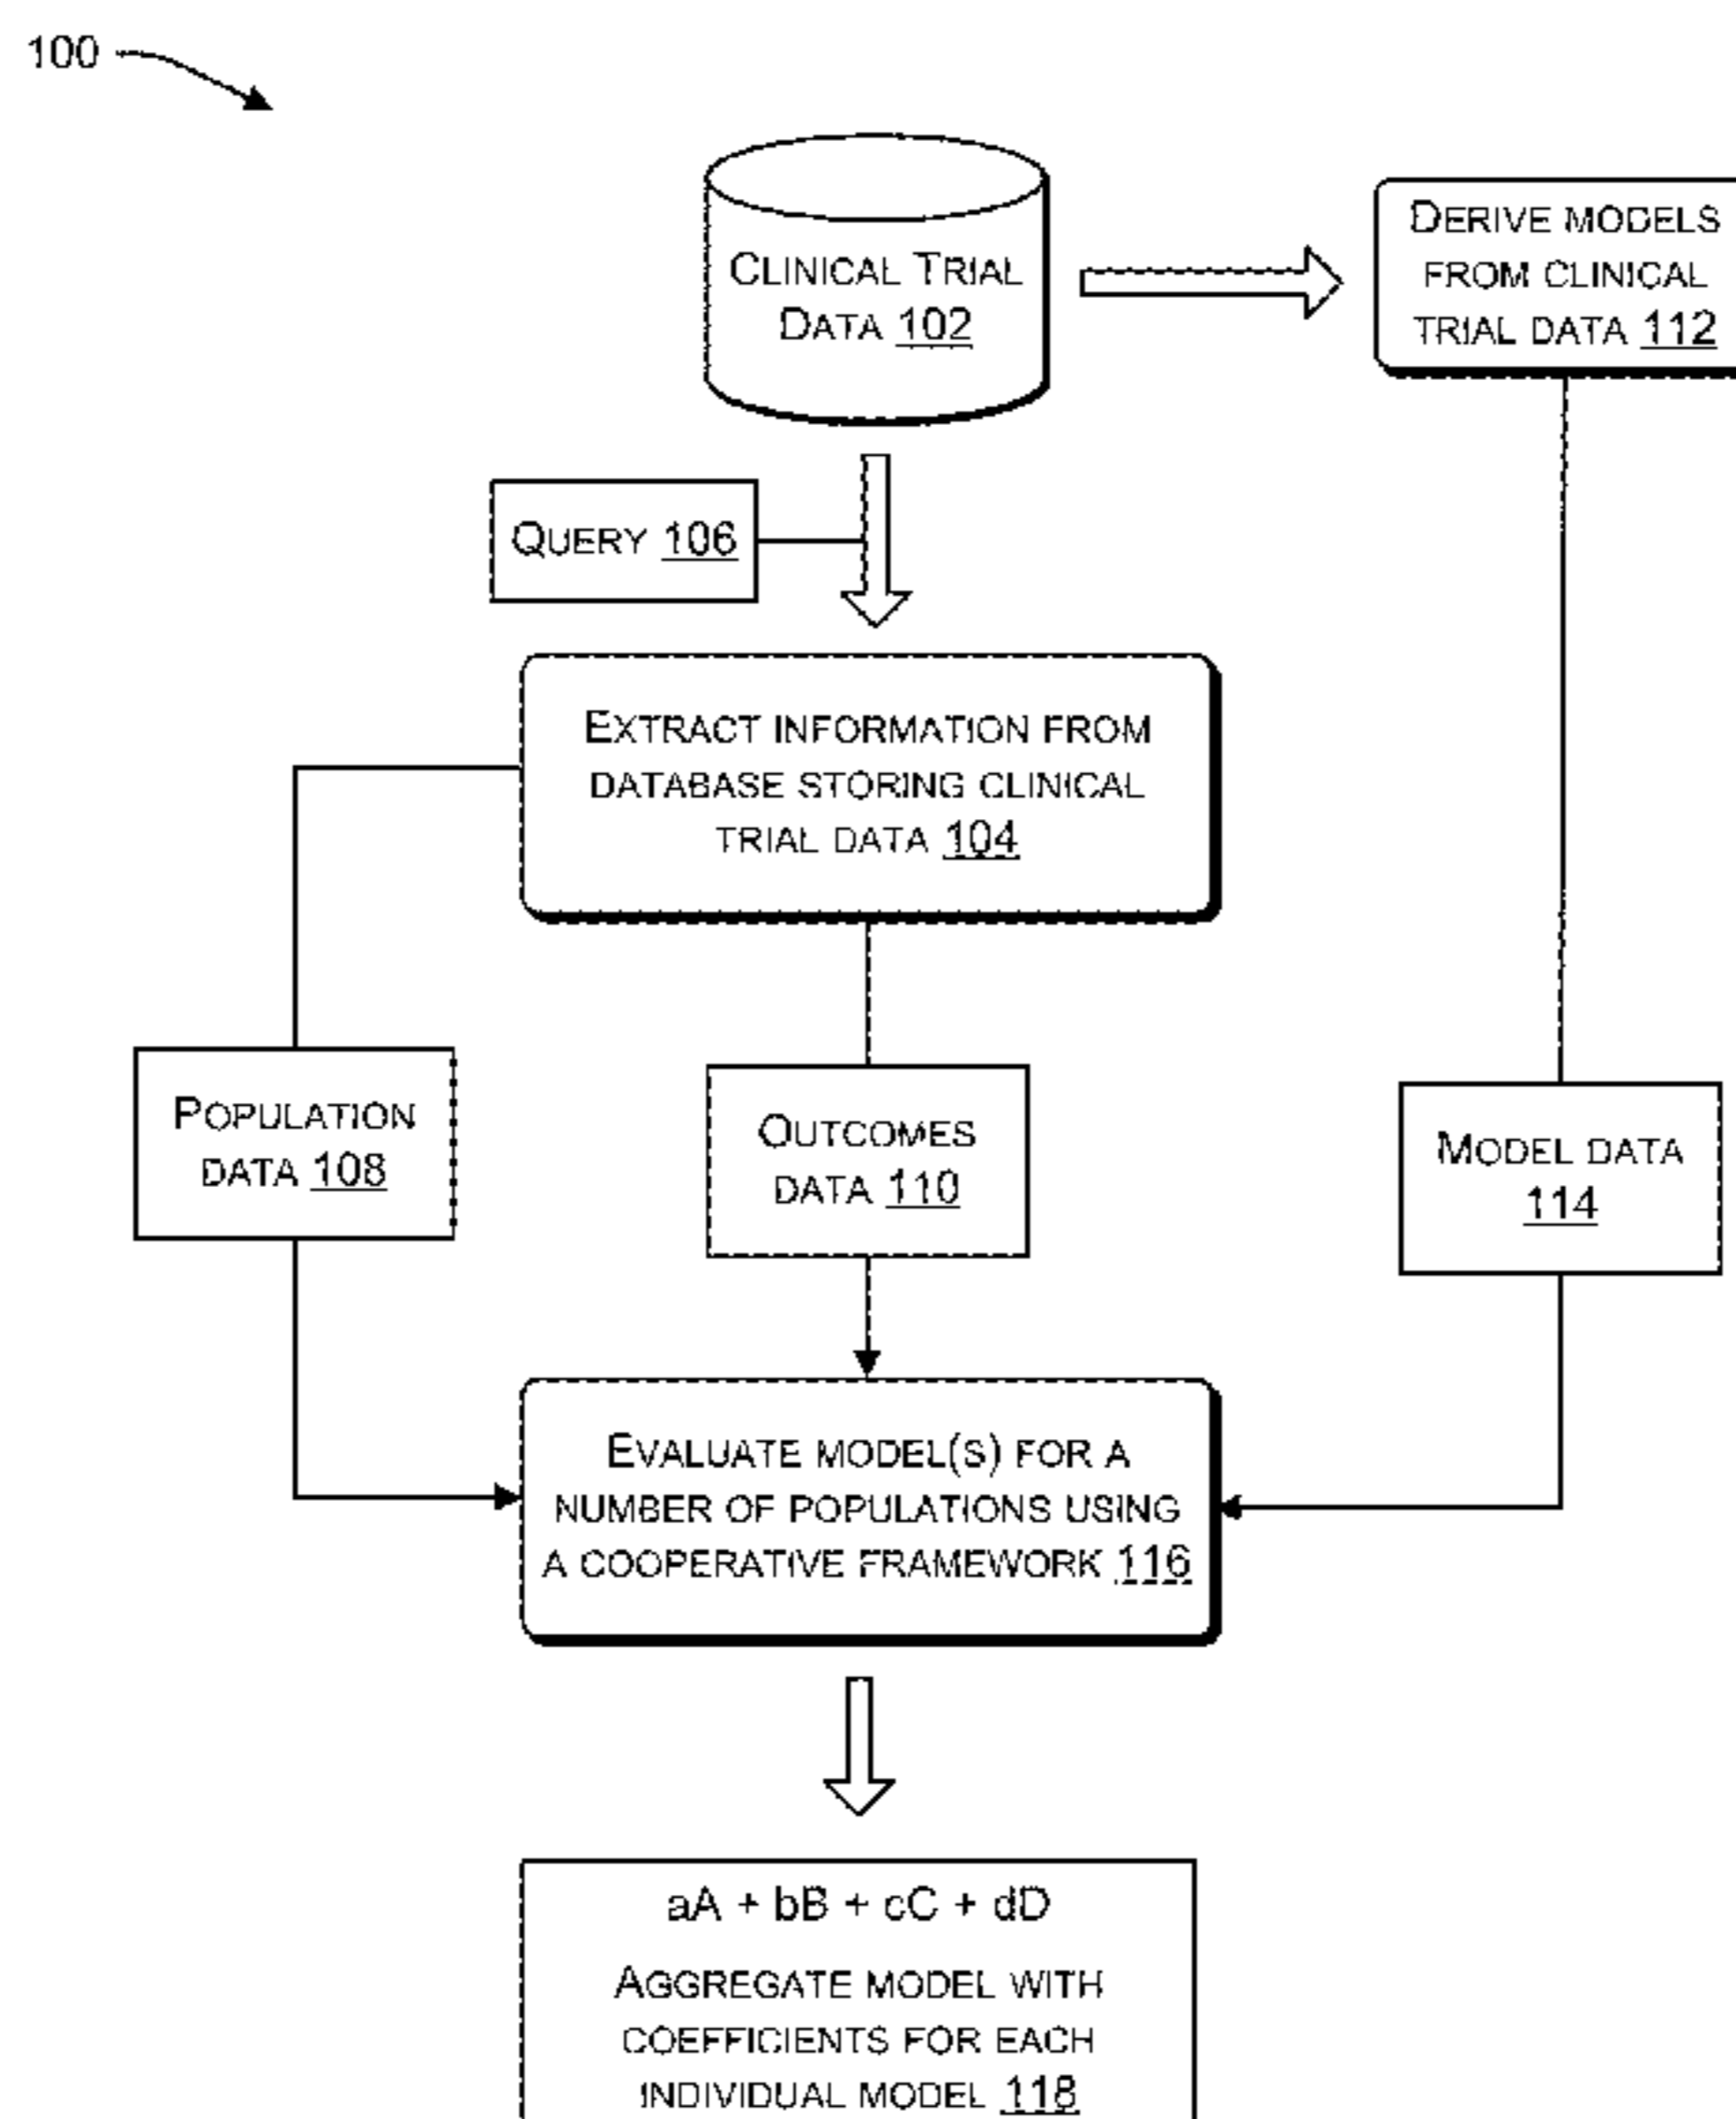 100
CLINICAL TRIAL
DATA 102
DERIVE MODELS
FROM CLINICAL
TRIAL DATA 112
QUERY 106
EXTRACT INFORMATION FROM
DATABASE STORING CLINICAL
TRIAL DATA 104
POPULATION
DATA 108
OUTCOMES
DATA 110
MODEL DATA
114
EVALUATE MODEL(S) FOR A
NUMBER OF POPULATIONS USING
A COOPERATIVE FRAMEWORK 116
aA + bB + cC + dD
AGGREGATE MODEL WITH
COEFFICIENTS FOR EACH
INDIVIDUAL MODEL 118